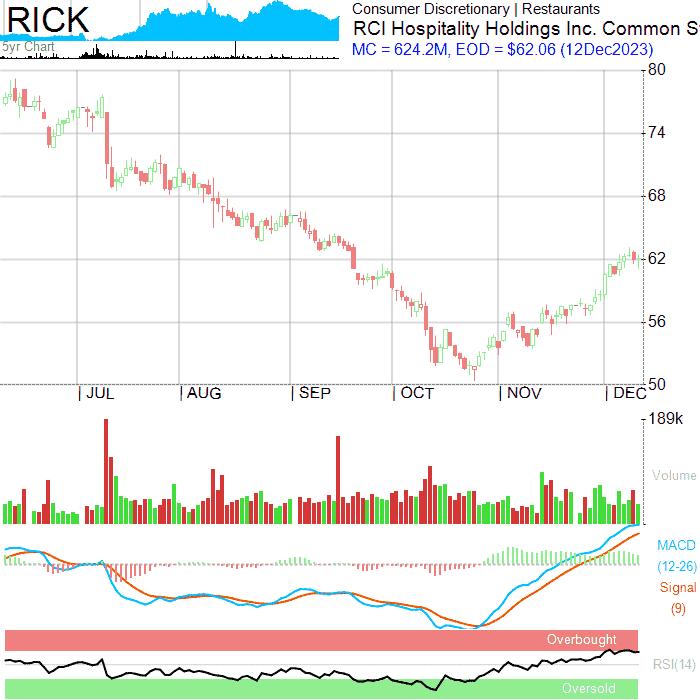 RICK
5yr Chart
Consumer Discretionary | Restaurants
RCI Hospitality Holdings Inc. Common S
MC = 624.2M, EOD = $62.06 (12Dec2023)
80
74
68
62
56
50
JUL
AUG
SEP
OCT
NOV
DEC
189k
Volume
MACD
(12-26)
Signal
(9)
Overbought
RSI(14)
Oversold